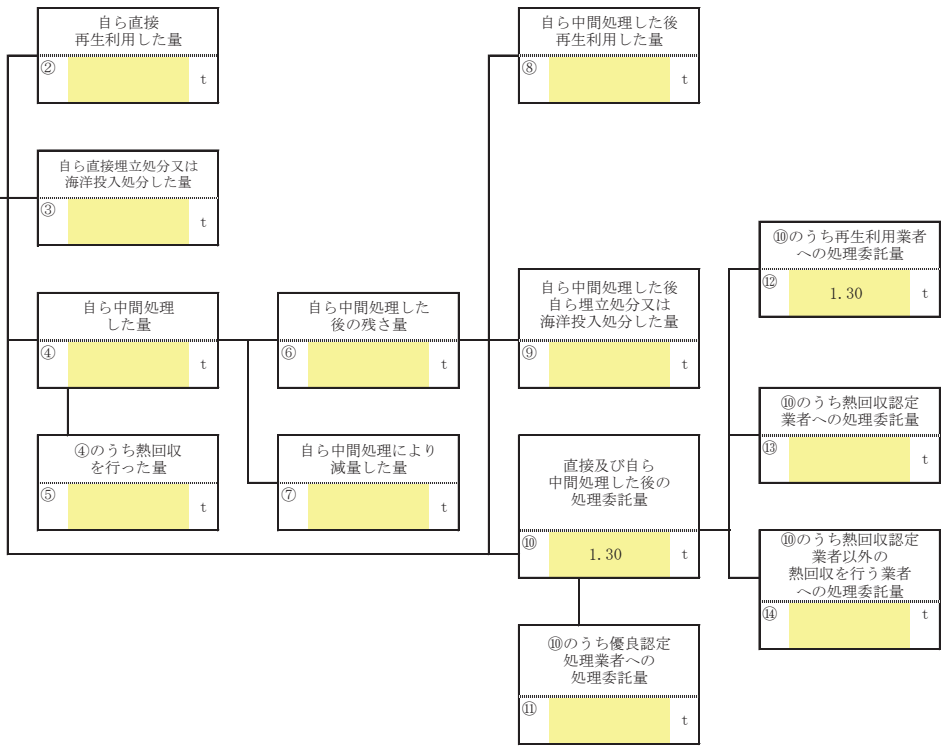 自ら直接
再生利用した量
②
t
自ら直接埋立処分又は
海洋投入処分した量
③
t
自ら中間処理
した量
④
t
④のうち熱回収
を行った量
⑤
t
自ら中間処理した
後の残さ量
⑥
t
自ら中間処理により
減量した量
⑦
t
自ら中間処理した後
再生利用した量
⑧
t
自ら中間処理した後
自ら埋立処分又は
海洋投入処分した量
⑨
t
直接及び自ら
中間処理した後の
処理委託量
⑩ 1.30 t
⑩のうち優良認定
処理業者への
処理委託量
⑪
t
⑩のうち再生利用業者
への処理委託量
⑫ 1.30 t
⑩のうち熱回収認定
業者への処理委託量
⑬
t
⑩のうち熱回収認定
業者以外の
熱回収を行う業者
への処理委託量
⑭
t